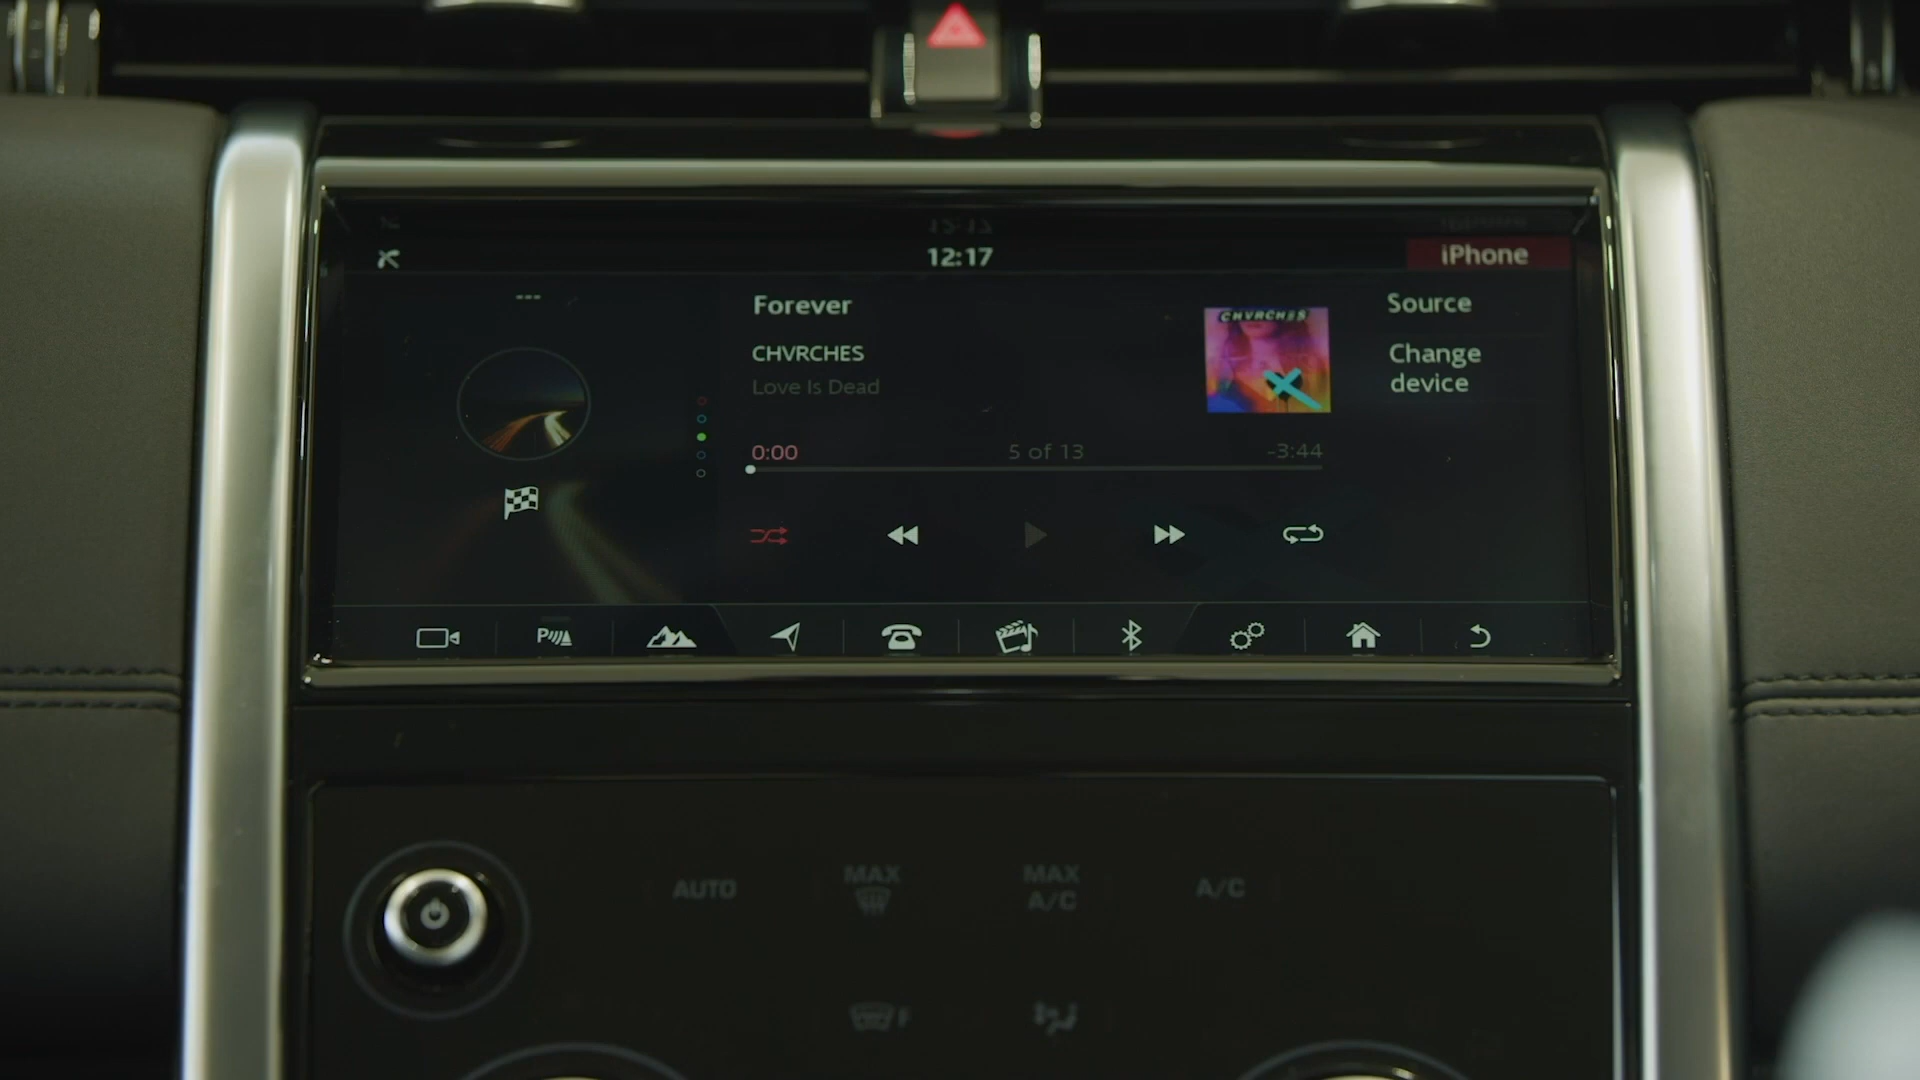 12:17
iPhone
---
Forever
CHVRCHES
Source
CHVRCHES
Change
device
Love Is Dead
0:00
5 of 13
-3:44
P
AUTO
MAX
MAX
A/C
A/C
F